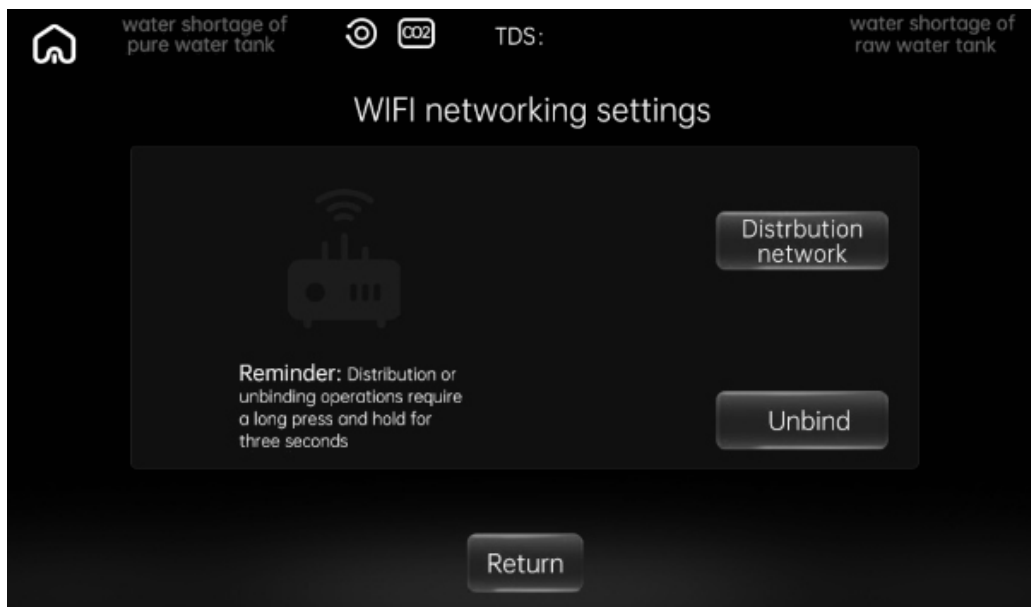 water shortage of
pure water tank
CO2
TDS:
water shortage of
raw water tank
WIFI networking settings
Distrbution
network
Reminder: Distribution or
unbinding operations require
a long press and hold for
three seconds
Unbind
Return